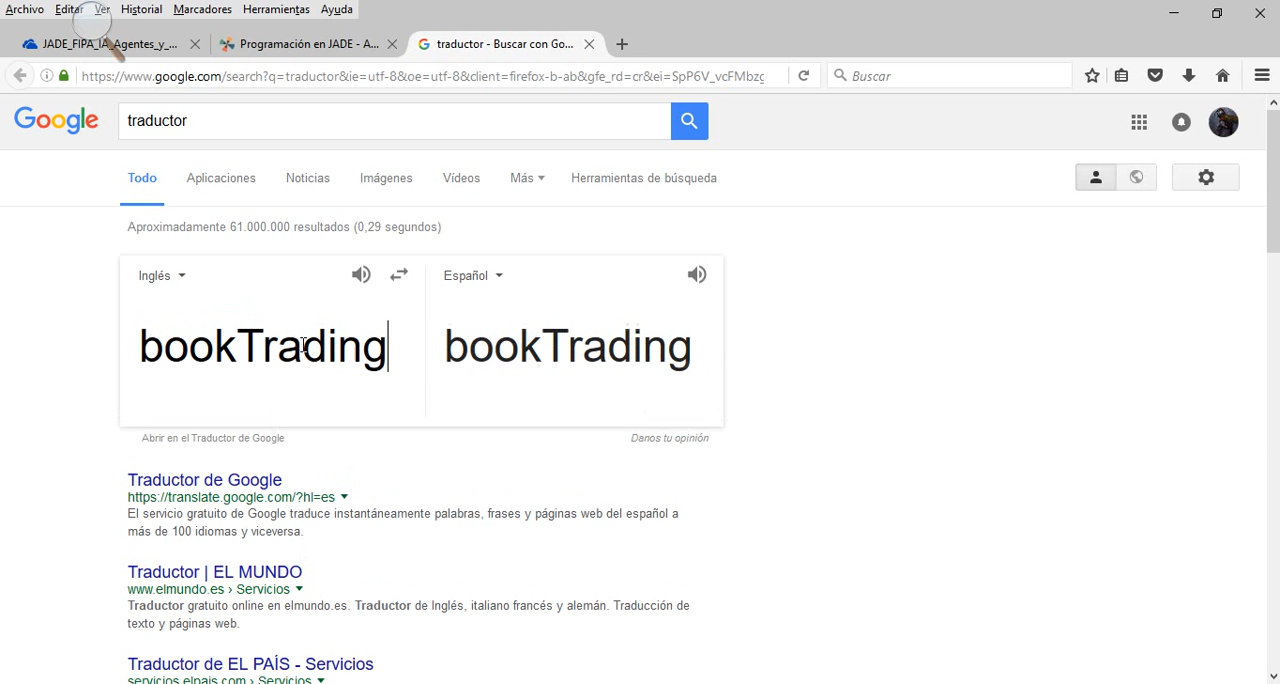 Archivo Editar Ver Historial Marcadores Herramientas Ayuda
JADE_FIPA_IA_Agentes_y_... Programación en JADE - A... traductor - Buscar con Go...
https://www.google.com/search?q=traductor&ie=utf-8&oe=utf-8&client=firefox-b-ab&gfe_rd=cr&ei=SpP6V_vcFMbzg Buscar
Google traductor
Todo Aplicaciones Noticias Imágenes Vídeos Más Herramientas de búsqueda
Aproximadamente 61.000.000 resultados (0,29 segundos)
Inglés Español
bookTrading bookTrading
Abrir en el Traductor de Google Danos tu opinión
Traductor de Google
https://translate.google.com/?hl=es
El servicio gratuito de Google traduce instantáneamente palabras, frases y páginas web del español a
más de 100 idiomas y viceversa.
Traductor | EL MUNDO
www.elmundo.es › Servicios
Traductor gratuito online en elmundo.es. Traductor de Inglés, italiano francés y alemán. Traducción de
texto y páginas web.
Traductor de EL PAÍS - Servicios
servicios.elpais.com › Servicios